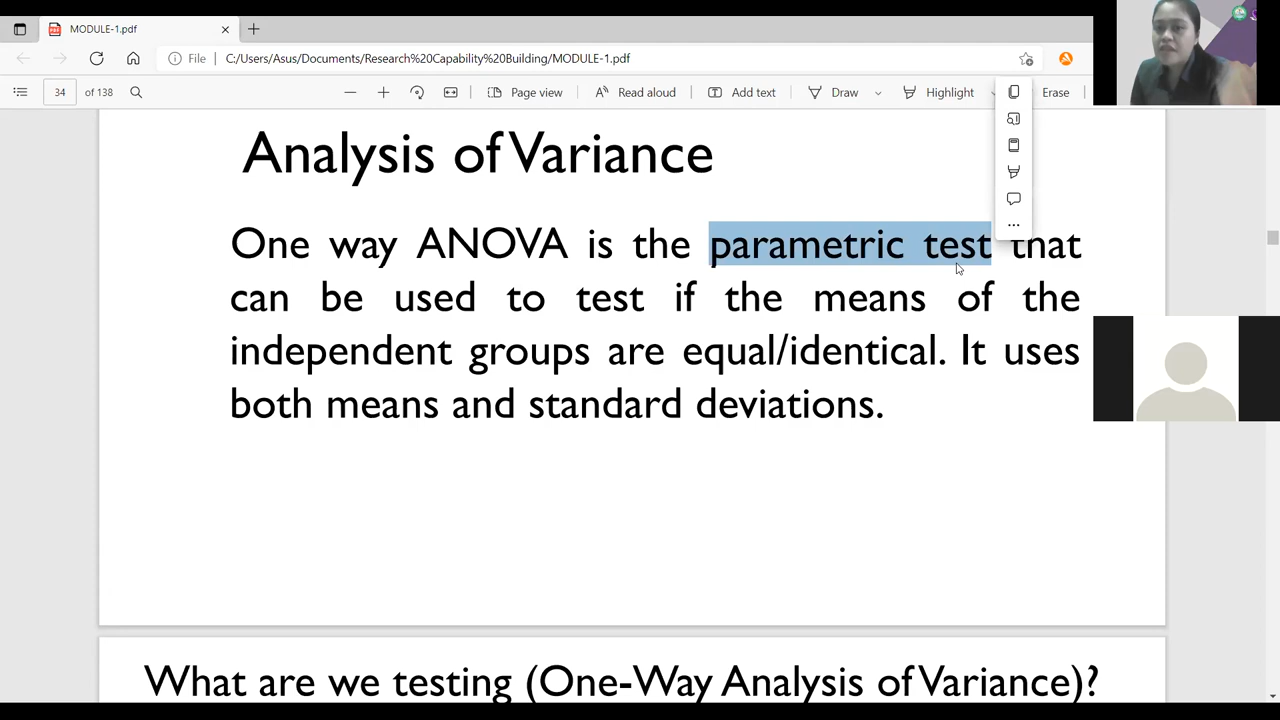 MODULE-1.pdf
File C:/Users/Asus/Documents/Research%20Capability%20Building/MODULE-1.pdf
34 of 138 Page view Read aloud Add text Draw Highlight Erase
Analysis of Variance
One way ANOVA is the parametric test that
can be used to test if the means of the
independent groups are equal/identical. It uses
both means and standard deviations.
What are we testing (One-Way Analysis of Variance)?